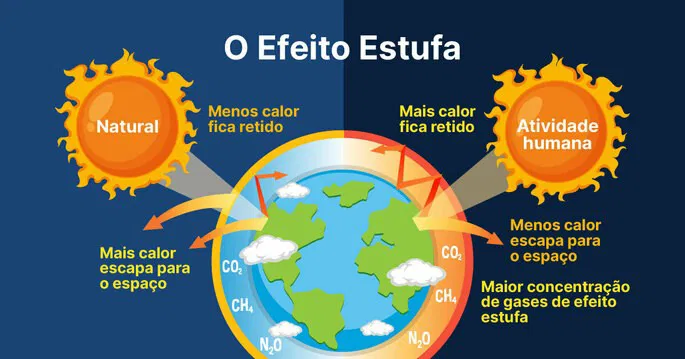 O Efeito Estufa
Natural
Menos calor
fica retido
Mais calor
fica retido
Atividade
humana
Mais calor
escapa para
o espaço
Menos calor
escapa para
o espaço
Maior concentração
de gases de efeito
estufa
CO₂
CH₄
N₂O
CO₂
CH₄
N₂O